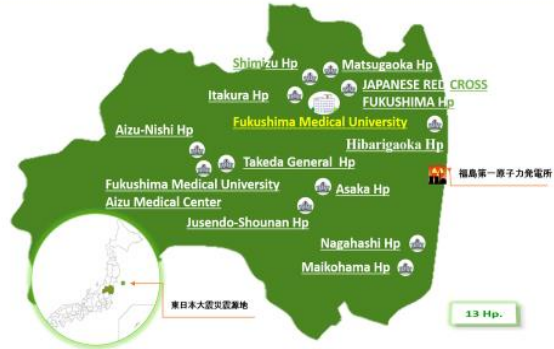 Shimizu Hp
Matsugaoka Hp
JAPANESE RED CROSS
FUKUSHIMA Hp
Itakura Hp
Fukushima Medical University
Aizu-Nishi Hp
Hibarigaoka Hp
Takeda General Hp
福島第一原子力発電所
Fukushima Medical University
Aizu Medical Center
Asaka Hp
Jusendo-Shounan Hp
Nagahashi Hp
Maikohama Hp
東日本大震災震源地
13 Hp.